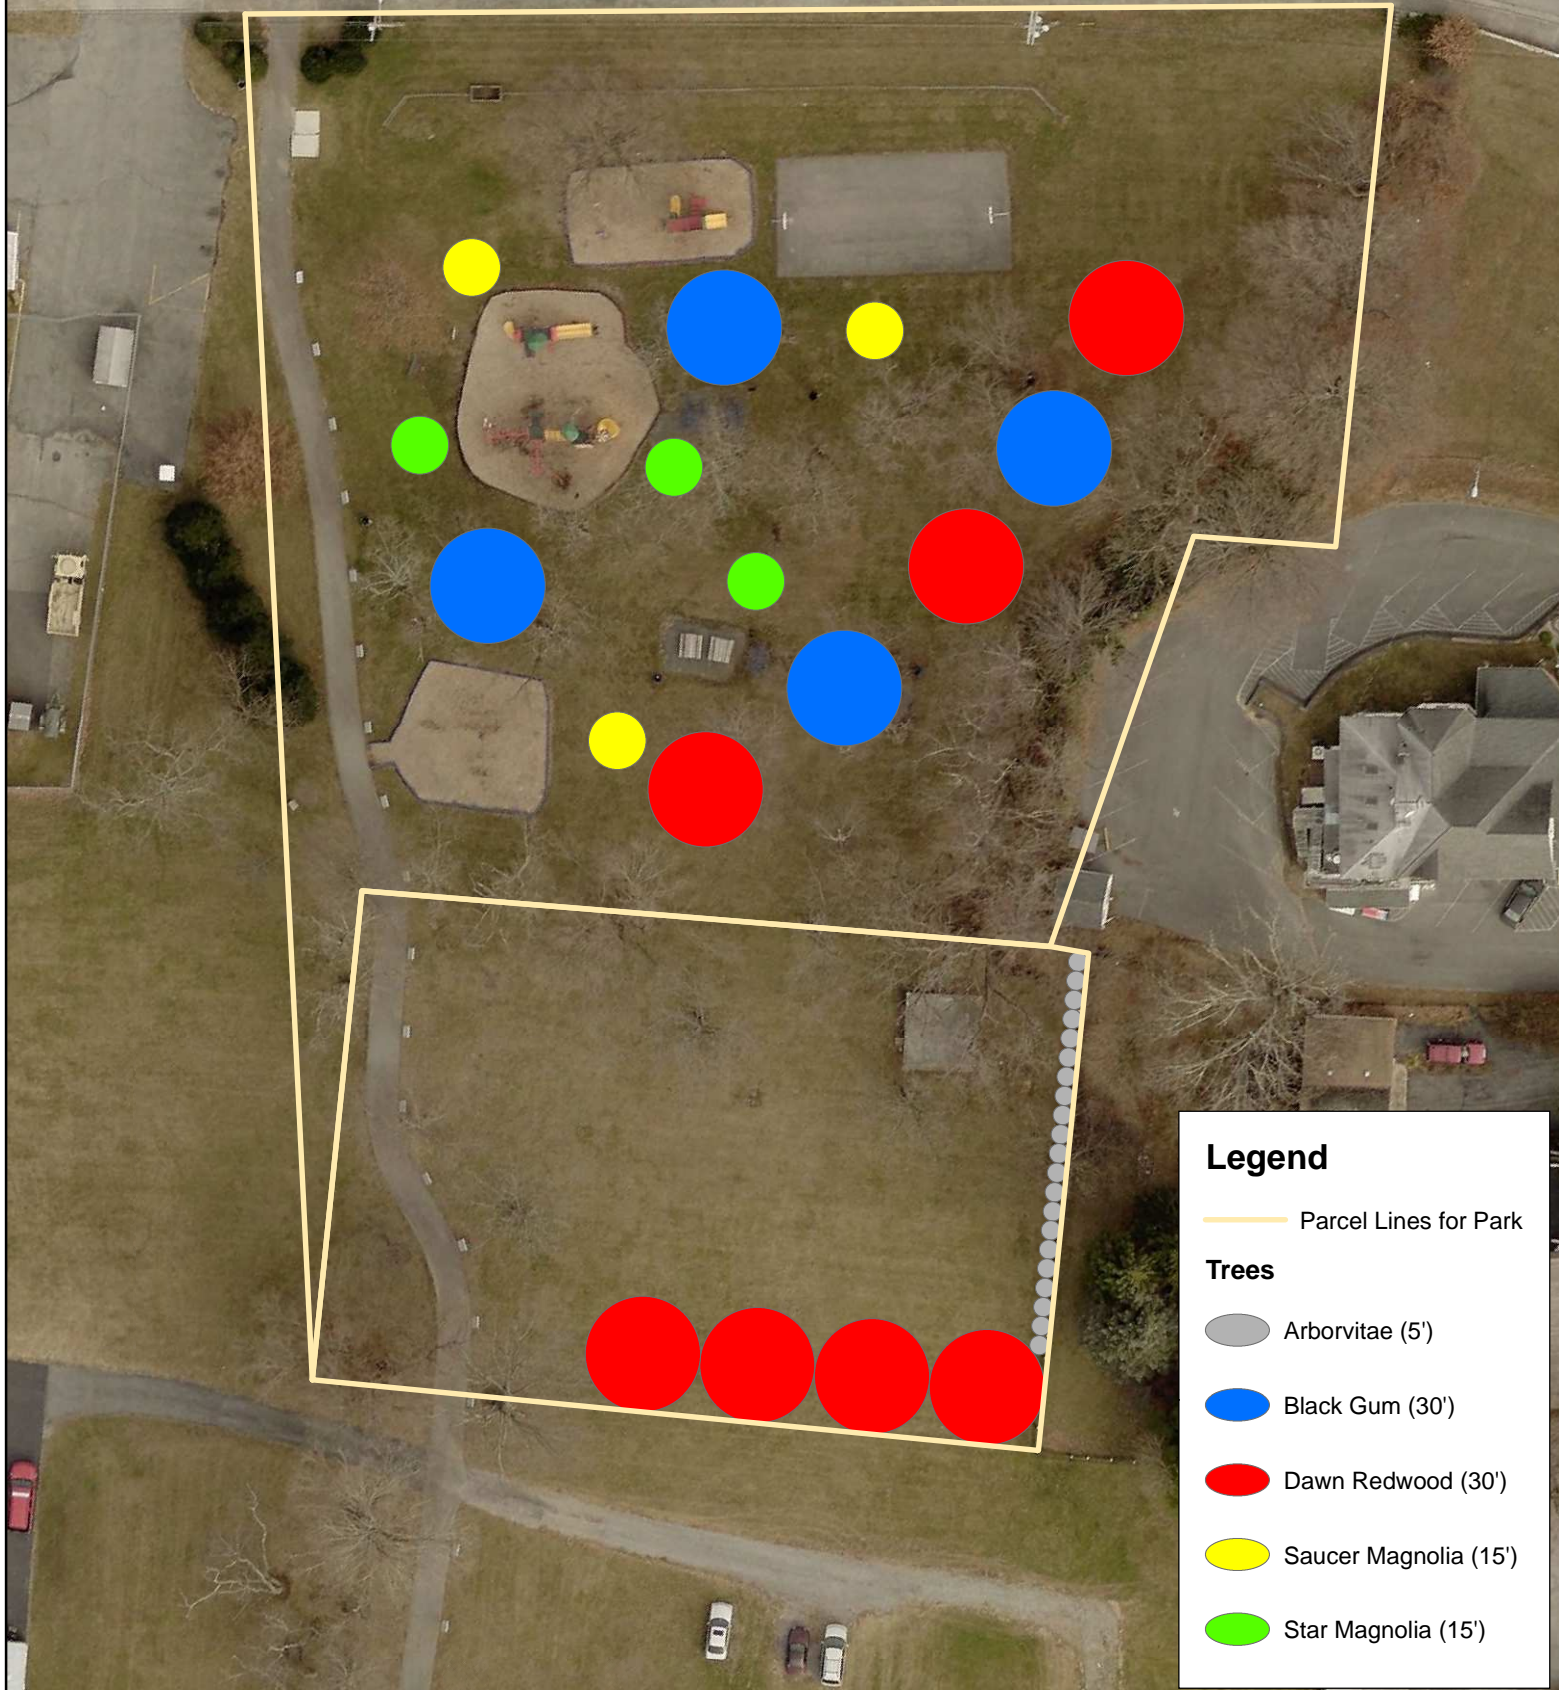 Legend
Parcel Lines for Park
Trees
Arborvitae (5')
Black Gum (30')
Dawn Redwood (30')
Saucer Magnolia (15')
Star Magnolia (15')